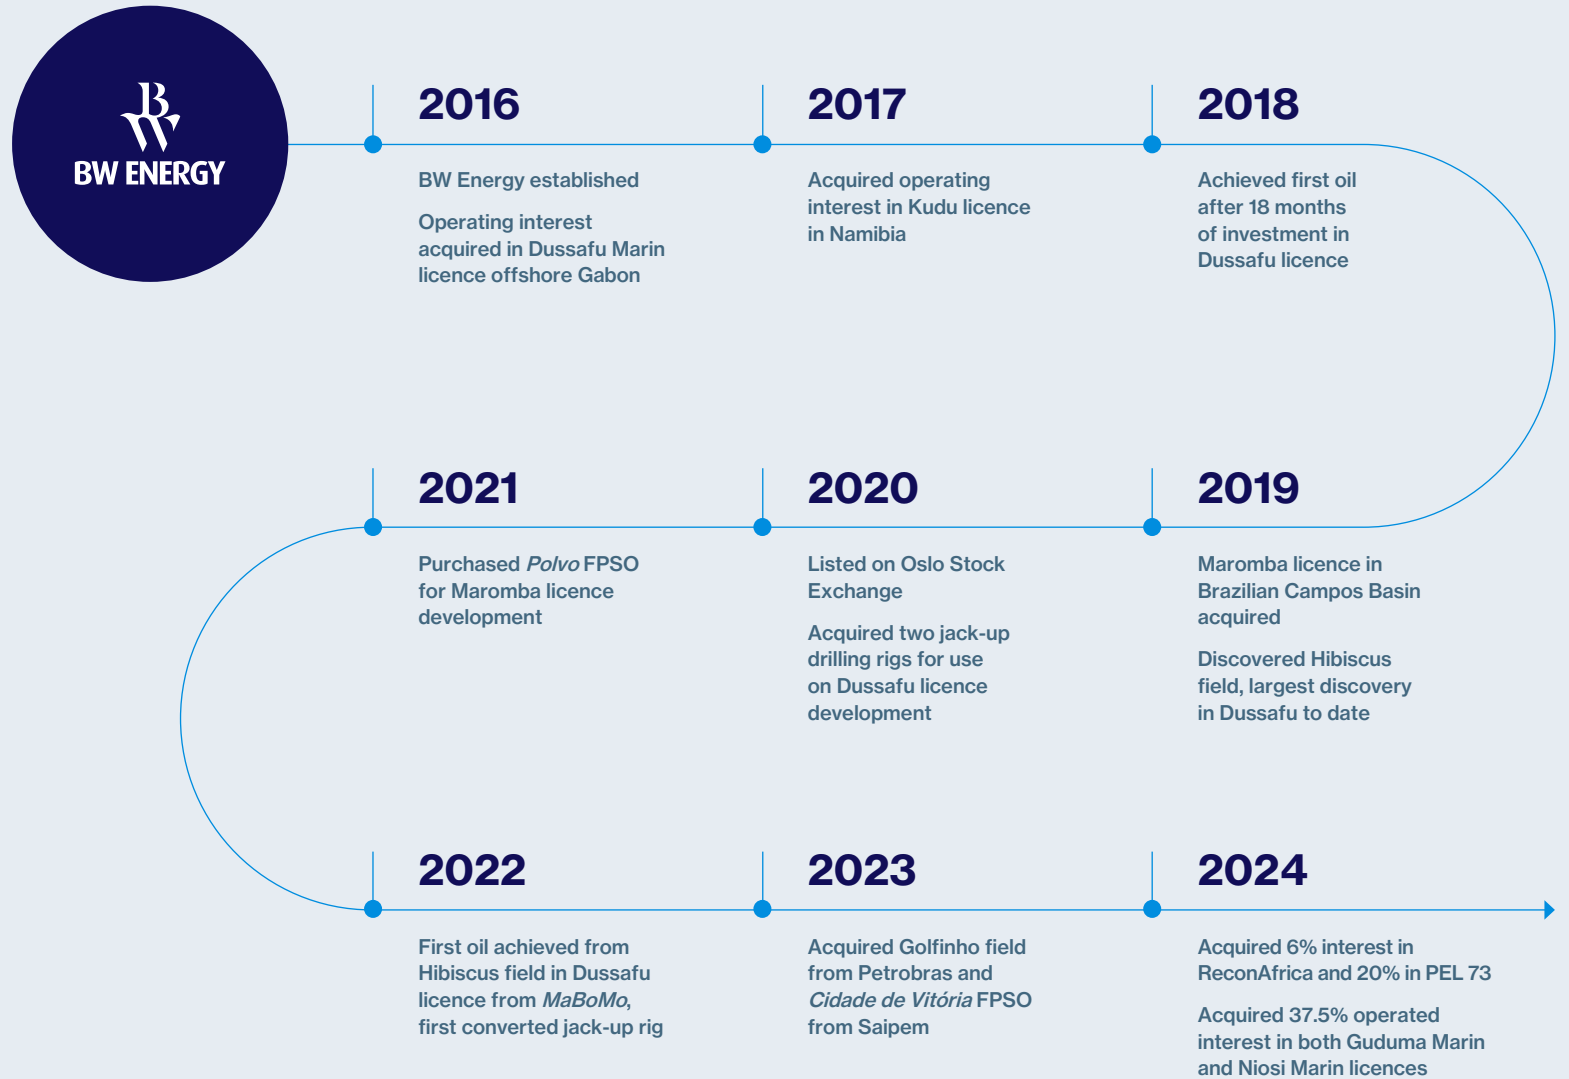 BW
BW ENERGY
2016
BW Energy established
Operating interest
acquired in Dussafu Marin
licence offshore Gabon
2017
Acquired operating
interest in Kudu licence
in Namibia
2018
Achieved first oil
after 18 months
of investment in
Dussafu licence
2019
Maromba licence in
Brazilian Campos Basin
acquired
Discovered Hibiscus
field, largest discovery
in Dussafu to date
2020
Listed on Oslo Stock
Exchange
Acquired two jack-up
drilling rigs for use
on Dussafu licence
development
2021
Purchased Polvo FPSO
for Maromba licence
development
2022
First oil achieved from
Hibiscus field in Dussafu
licence from MaBoMo,
first converted jack-up rig
2023
Acquired Golfinho field
from Petrobras and
Cidade de Vitória FPSO
from Saipem
2024
Acquired 6% interest in
ReconAfrica and 20% in PEL 73
Acquired 37.5% operated
interest in both Guduma Marin
and Niosi Marin licences